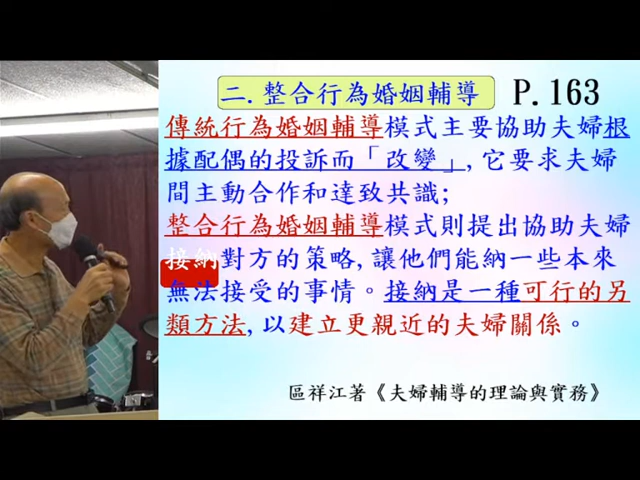 二.整合行為婚姻輔導 P.163
傳統行為婚姻輔導模式主要協助夫婦根
據配偶的投訴而「改變」,它要求夫婦
間主動合作和達致共識;
整合行為婚姻輔導模式則提出協助夫婦
接納對方的策略,讓他們能納一些本來
無法接受的事情。接納是一種可行的另
類方法,以建立更親近的夫婦關係。
區祥江著《夫婦輔導的理論與實務》